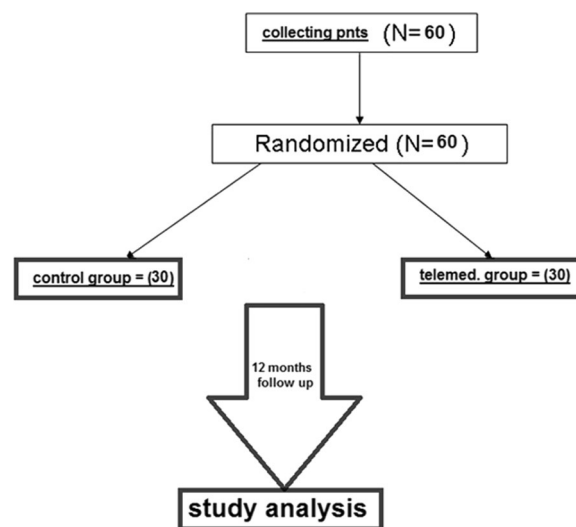 collecting pnts (N=60)
Randomized (N=60)
control group = (30)
telemed. group = (30)
12 months
follow up
study analysis